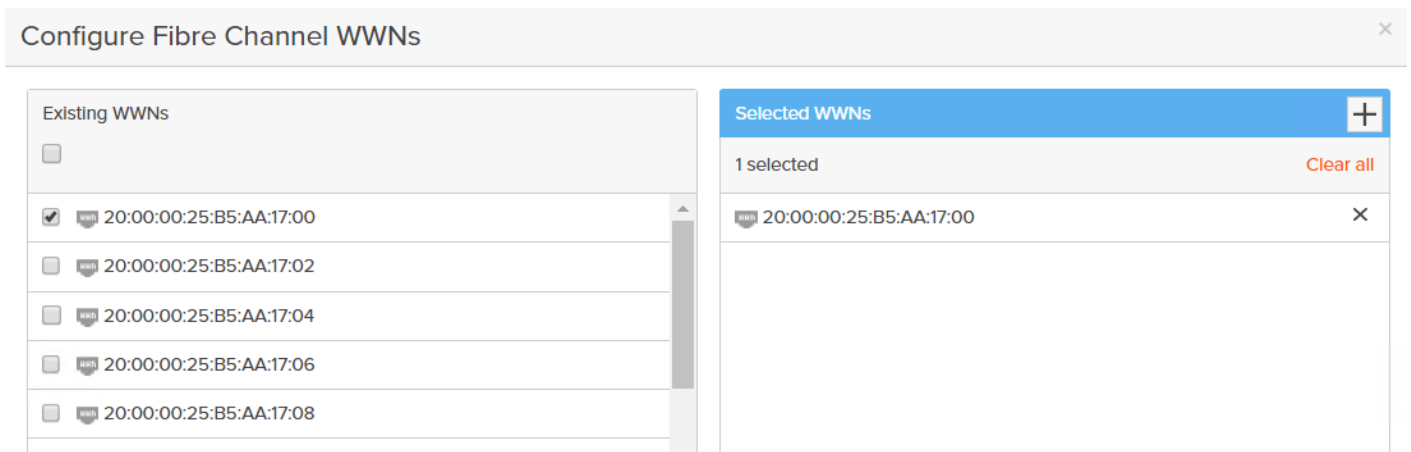 Configure Fibre Channel WWNs
Existing WWNs
20:00:00:25:B5:AA:17:00
20:00:00:25:B5:AA:17:02
20:00:00:25:B5:AA:17:04
20:00:00:25:B5:AA:17:06
20:00:00:25:B5:AA:17:08
Selected WWNs
1 selected Clear all
20:00:00:25:B5:AA:17:00